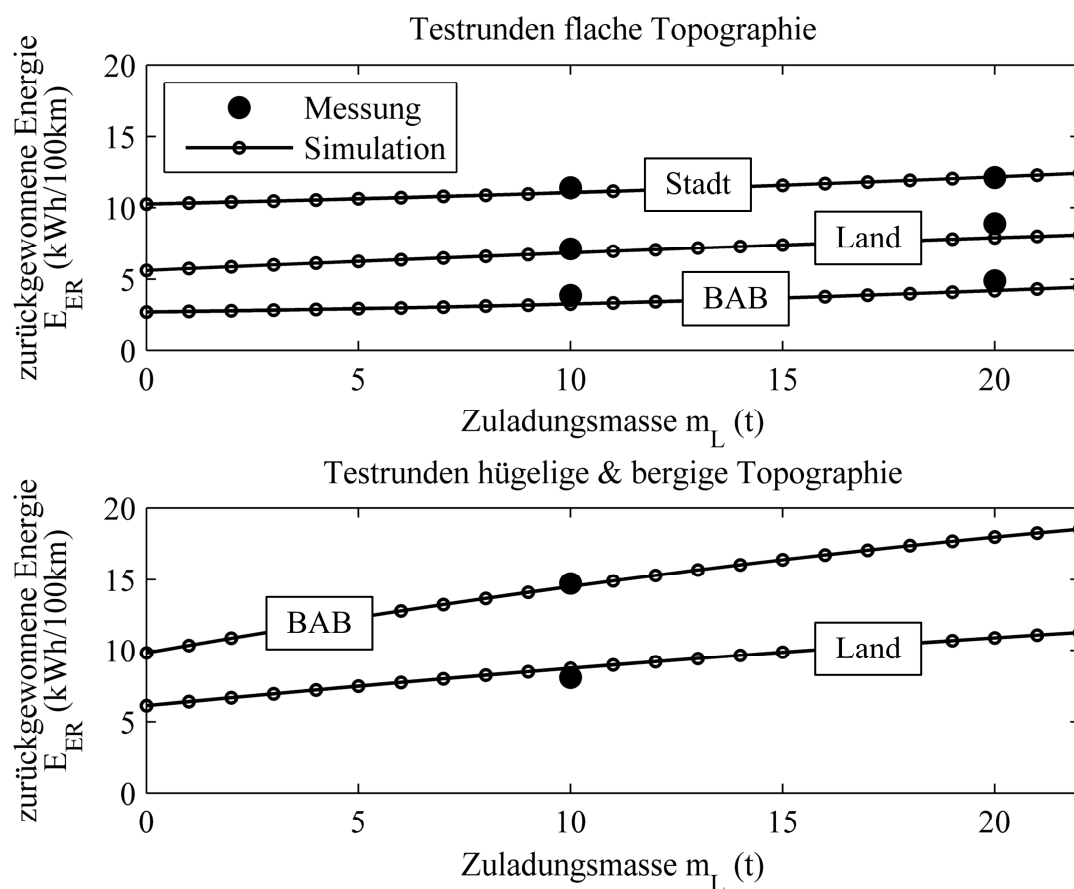 Testrunden flache Topographie
zurückgewonnene Energie
E_ER (kWh/100km)
20
15
10
5
0
Messung
Simulation
Stadt
Land
BAB
0 5 10 15 20
Zuladungsmasse m_L (t)
Testrunden hügelige & bergige Topographie
zurückgewonnene Energie
E_ER (kWh/100km)
20
15
10
5
0
BAB
Land
0 5 10 15 20
Zuladungsmasse m_L (t)